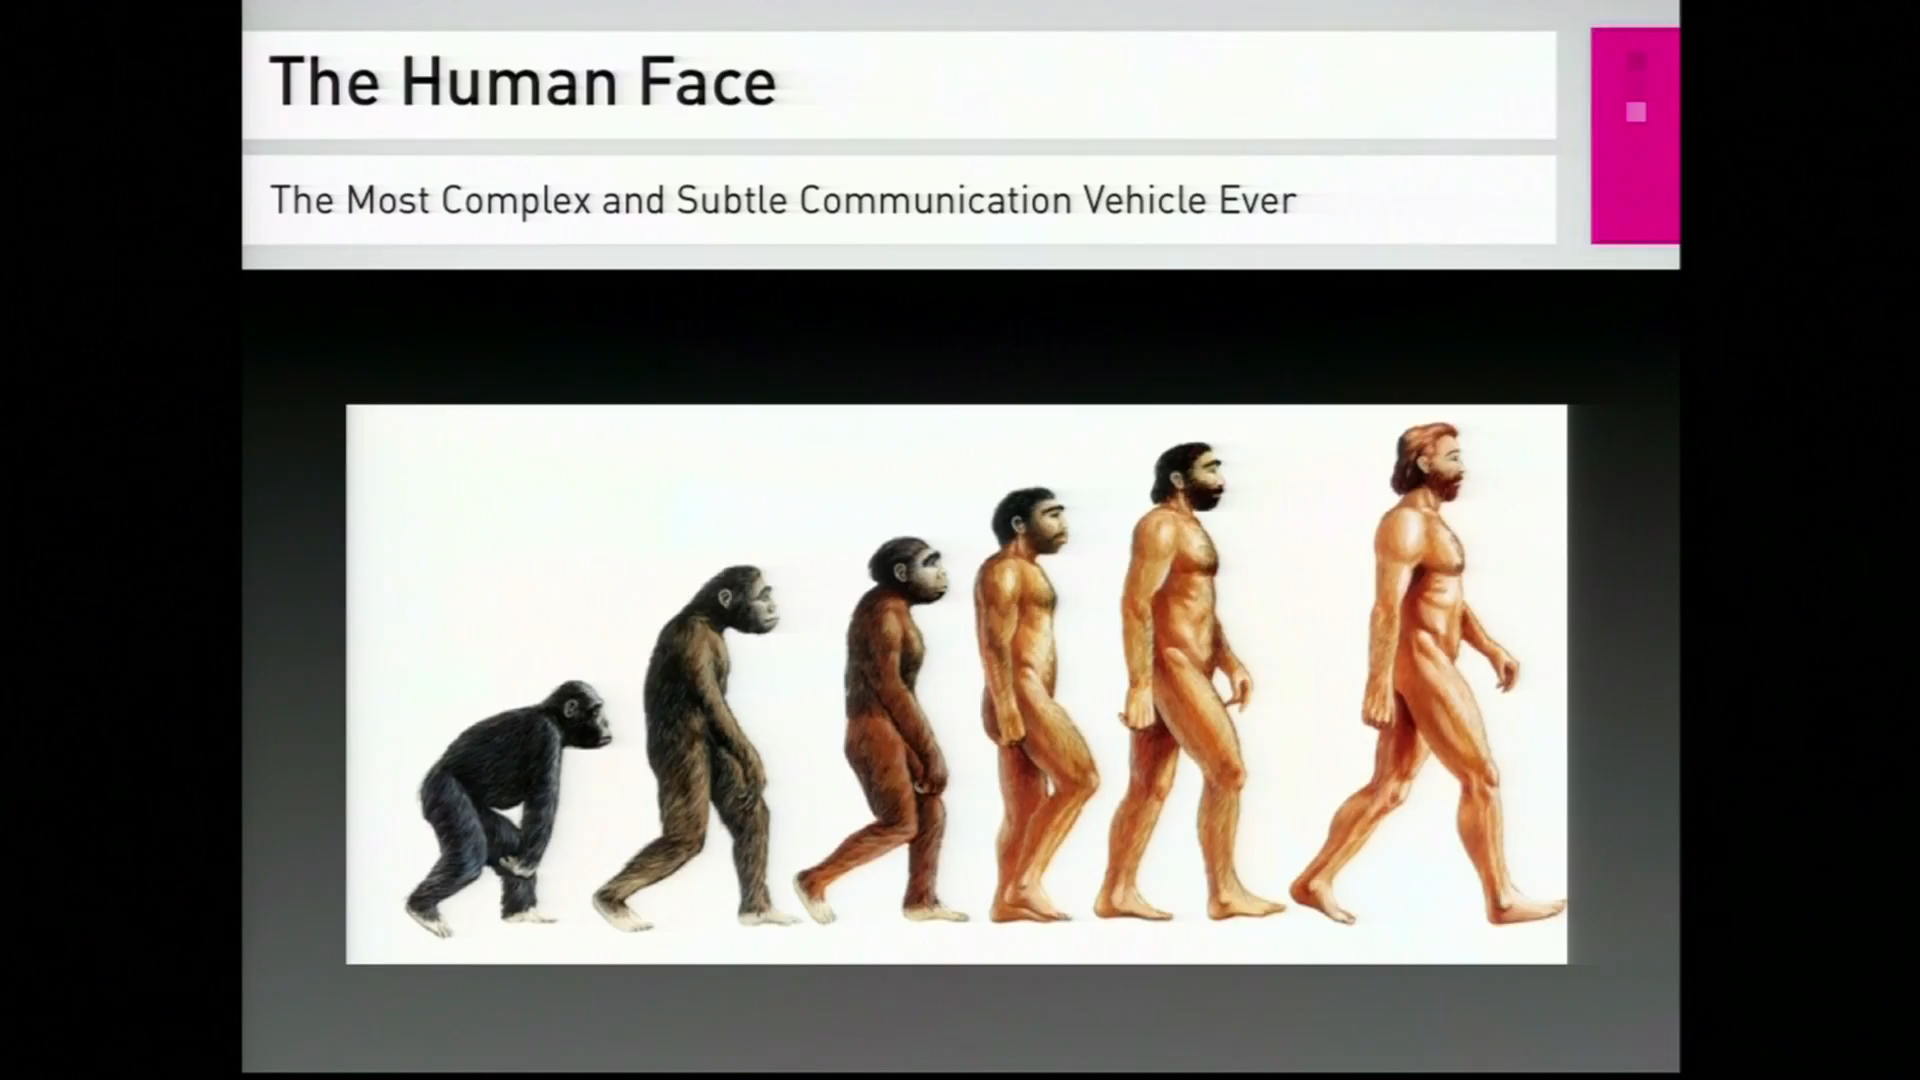 The Human Face
The Most Complex and Subtle Communication Vehicle Ever